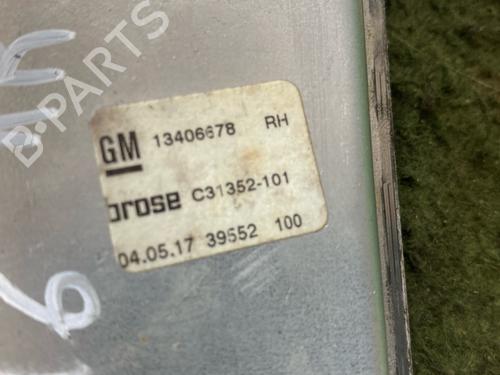 B-PARTS
GM 13406678 RH
brose C31352-101
04.05.17 39552 100